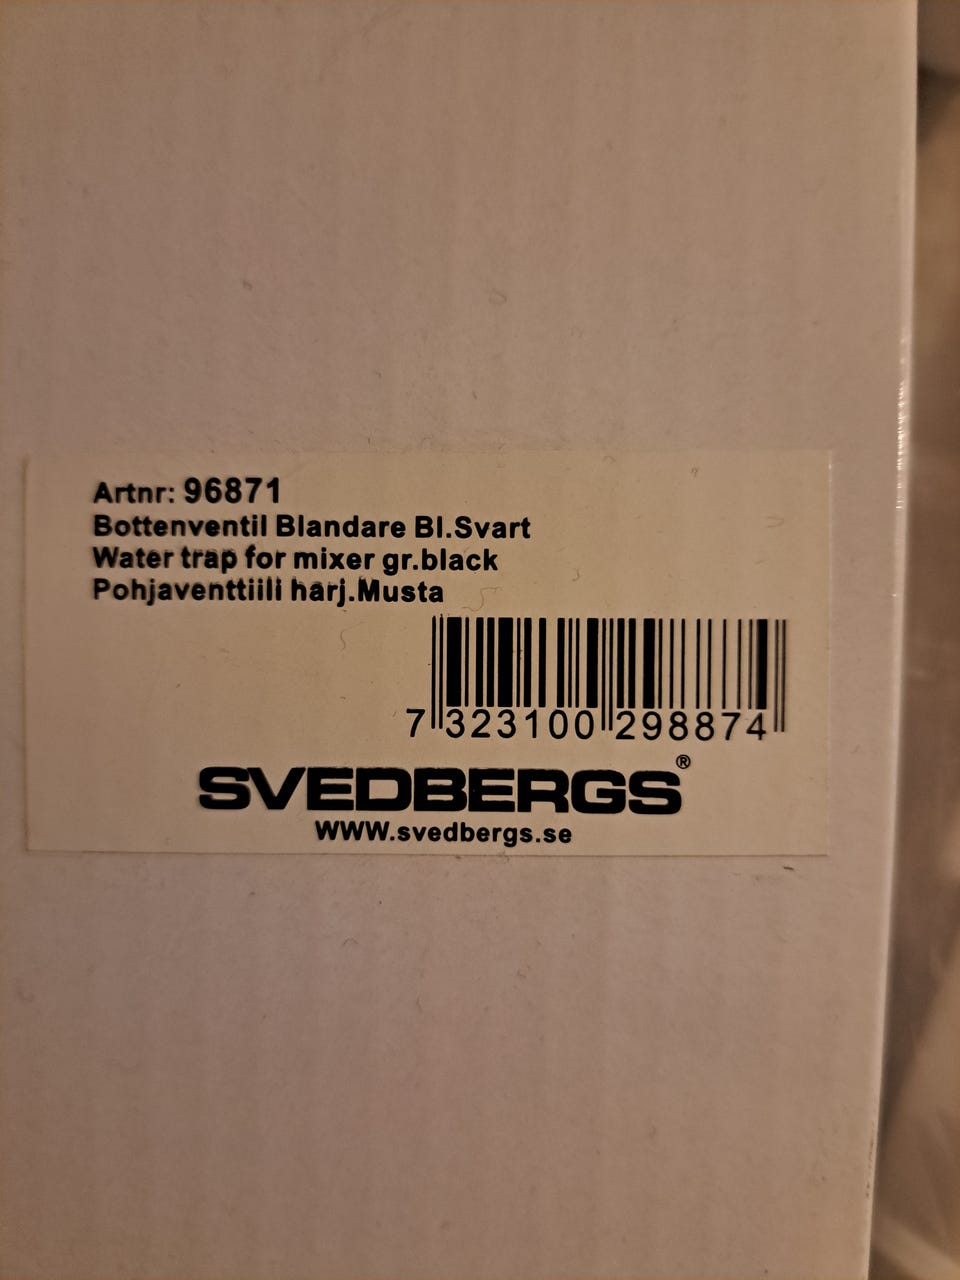 Artnr: 96871
Bottenventil Blandare Bl.Svart
Water trap for mixer gr.black
Pohjaventtiili harj.Musta
7 323100 298874
SVEDBERGS®
WWW.svedbergs.se